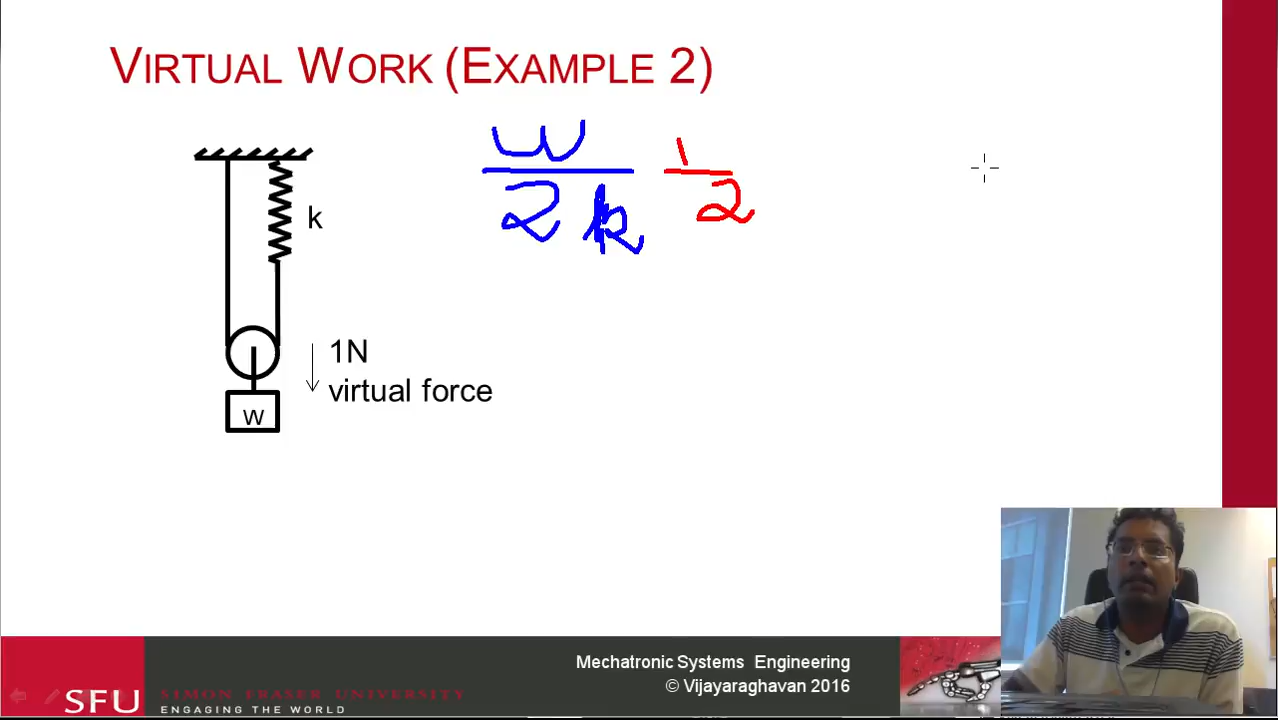 VIRTUAL WORK (EXAMPLE 2)
W
2 k
1
2
k
1N
virtual force
w
Mechatronic Systems Engineering
© Vijayaraghavan 2016
SFU
SIMON FRASER UNIVERSITY
ENGAGING THE WORLD